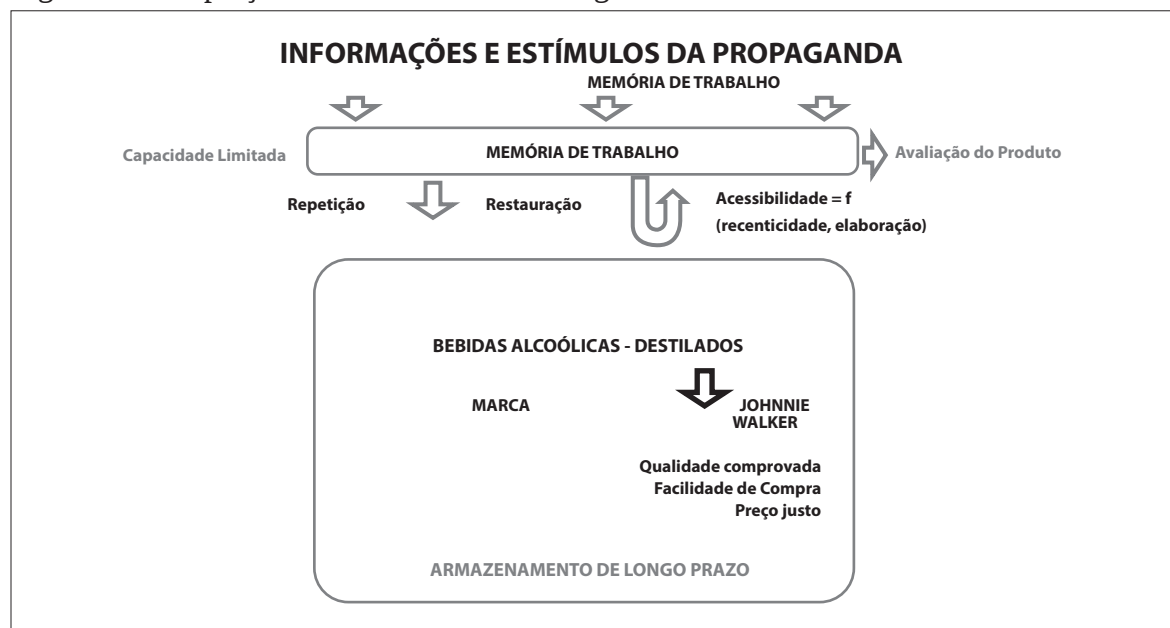 INFORMAÇÕES E ESTÍMULOS DA PROPAGANDA
MEMÓRIA DE TRABALHO
Capacidade Limitada
MEMÓRIA DE TRABALHO
Avaliação do Produto
Repetição
Restauração
Acessibilidade = f
(recenticidade, elaboração)
BEBIDAS ALCOÓLICAS - DESTILADOS
MARCA
JOHNNIE
WALKER
Qualidade comprovada
Facilidade de Compra
Preço justo
ARMAZENAMENTO DE LONGO PRAZO